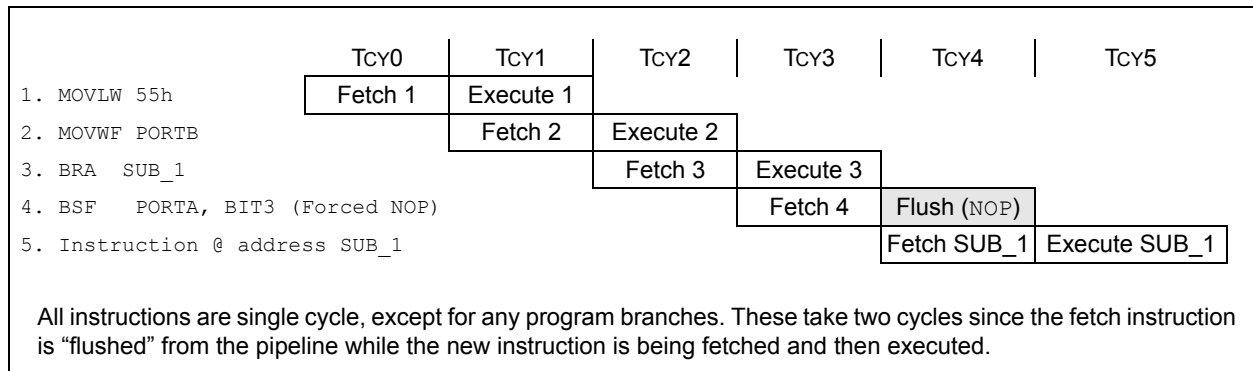 TCY0 TCY1 TCY2 TCY3 TCY4 TCY5
1. MOVLW 55h Fetch 1 Execute 1
2. MOVWF PORTB Fetch 2 Execute 2
3. BRA SUB_1 Fetch 3 Execute 3
4. BSF PORTA, BIT3 (Forced NOP) Fetch 4 Flush (NOP)
5. Instruction @ address SUB_1 Fetch SUB_1 Execute SUB_1
All instructions are single cycle, except for any program branches. These take two cycles since the fetch instruction
is “flushed” from the pipeline while the new instruction is being fetched and then executed.